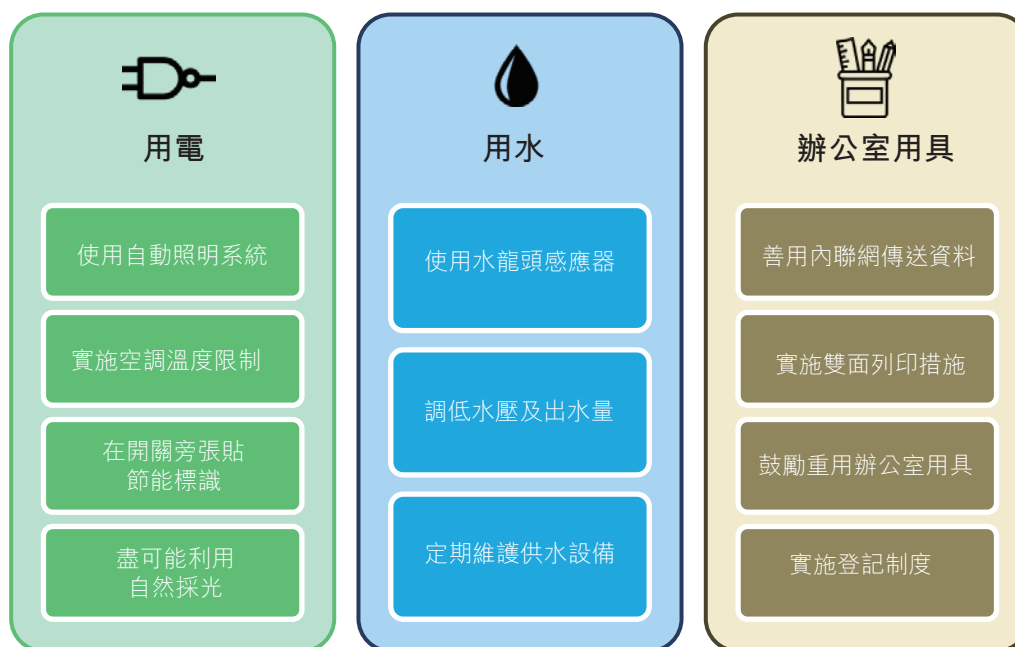 用電
使用自動照明系統
實施空調溫度限制
在開關旁張貼
節能標識
盡可能利用
自然採光
用水
使用水龍頭感應器
調低水壓及出水量
定期維護供水設備
辦公室用具
善用內聯網傳送資料
實施雙面列印措施
鼓勵重用辦公室用具
實施登記制度